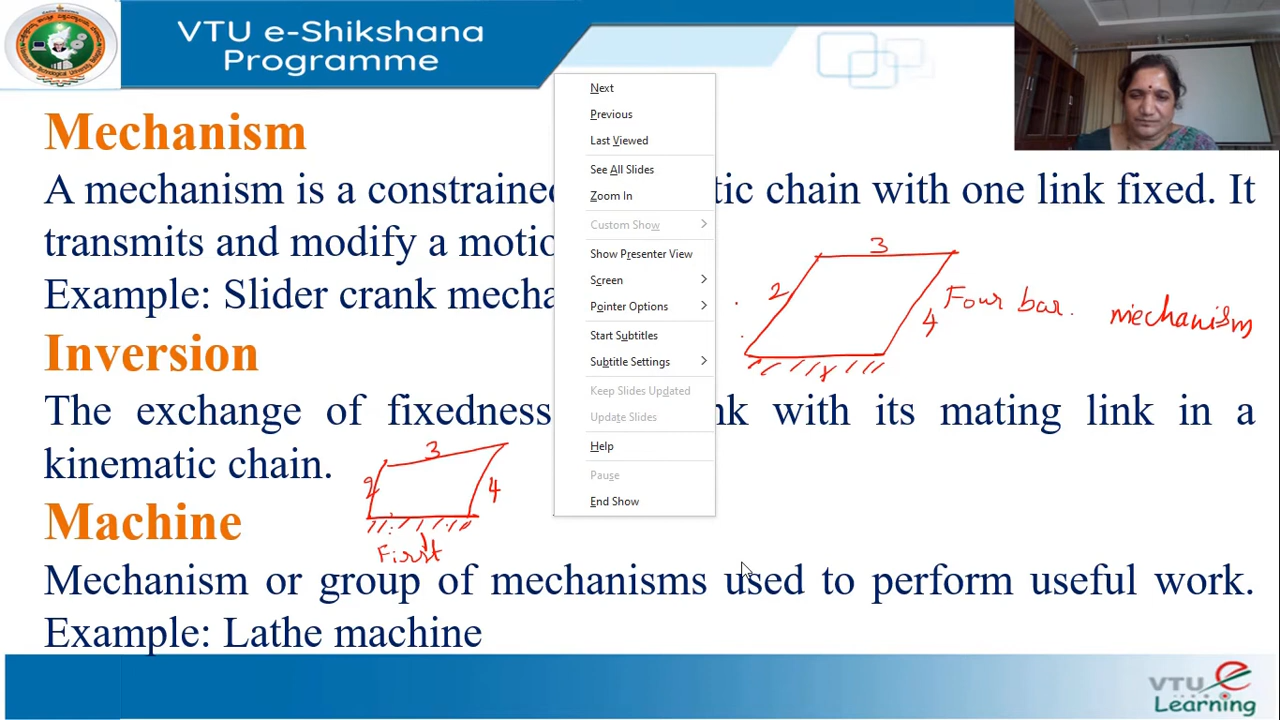 VTU e-Shikshana
Programme
Mechanism
A mechanism is a constrained tic chain with one link fixed. It
transmits and modify a motio
Example: Slider crank mecha
3
2
4
Four bar. mechanism
Inversion
The exchange of fixedness nk with its mating link in a
kinematic chain.
3
2
4
First
Machine
Mechanism or group of mechanisms used to perform useful work.
Example: Lathe machine
Next
Previous
Last Viewed
See All Slides
Zoom In
Custom Show
Show Presenter View
Screen
Pointer Options
Start Subtitles
Subtitle Settings
Keep Slides Updated
Update Slides
Help
Pause
End Show
VTU e
Learning